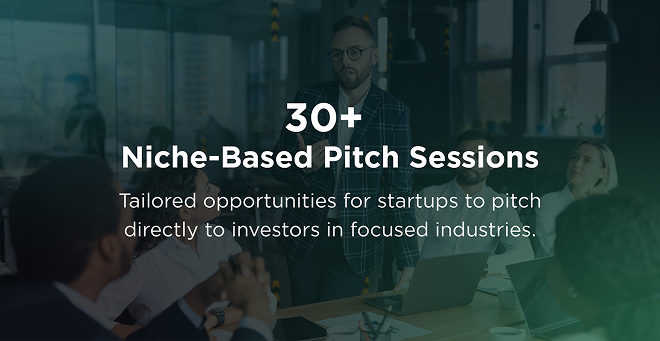 30+
Niche-Based Pitch Sessions
Tailored opportunities for startups to pitch
directly to investors in focused industries.